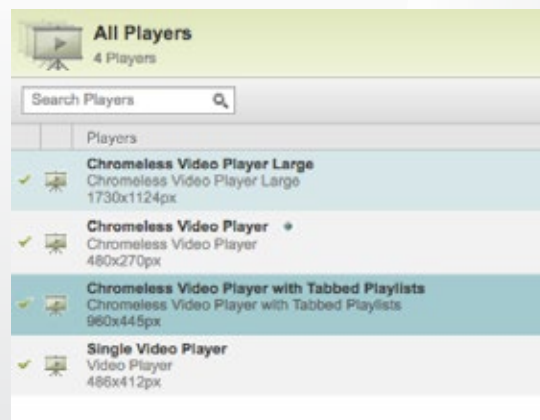 All Players
4 Players
Search Players
Players
Chromeless Video Player Large
Chromeless Video Player Large
1730x1124px
Chromeless Video Player
Chromeless Video Player
480x270px
Chromeless Video Player with Tabbed Playlists
Chromeless Video Player with Tabbed Playlists
960x445px
Single Video Player
Video Player
486x412px